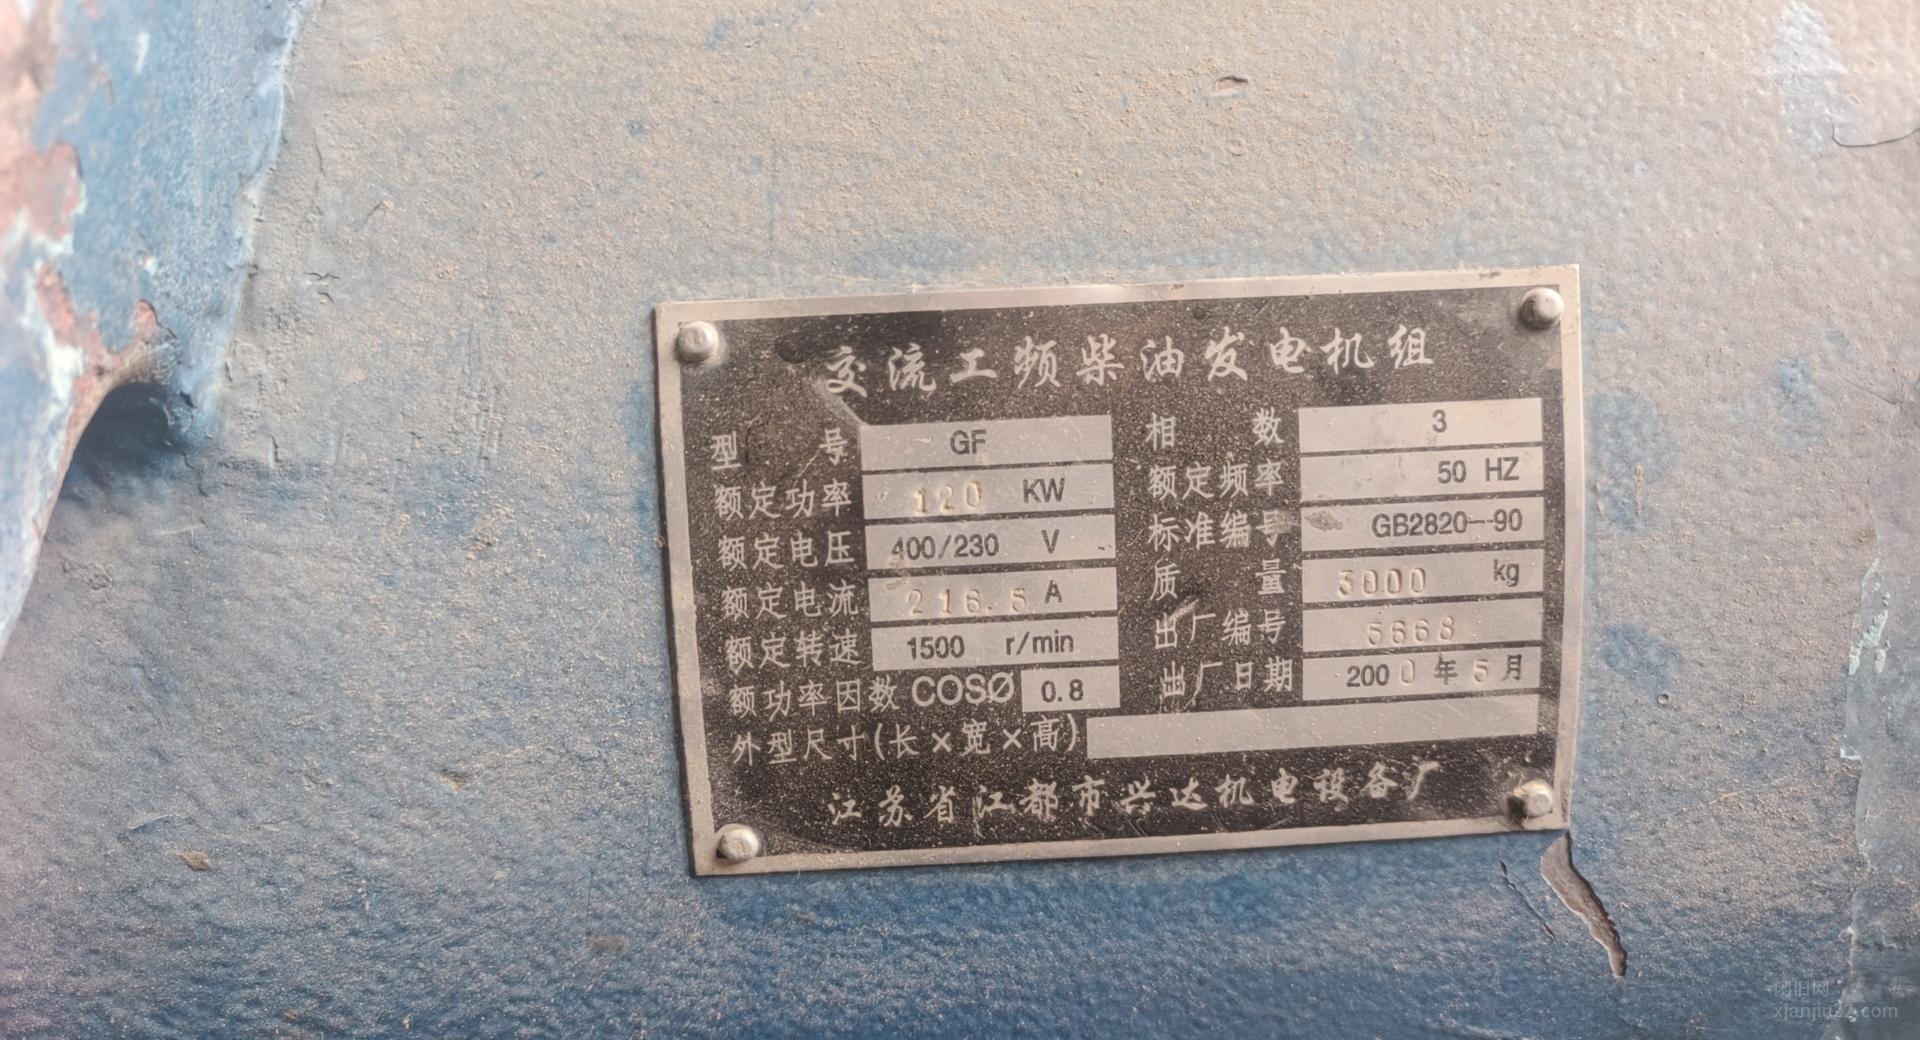 交流工频柴油发电机组
型号 GF 相数 3
额定功率 120 KW 额定频率 50 HZ
额定电压 400/230 V 标准编号 GB2820--90
额定电流 216.5 A 质量 3000 kg
额定转速 1500 r/min 出厂编号 5668
额功率因数 COSØ 0.8 出厂日期 2000年5月
外型尺寸(长×宽×高)
江苏省江都市兴达机电设备厂